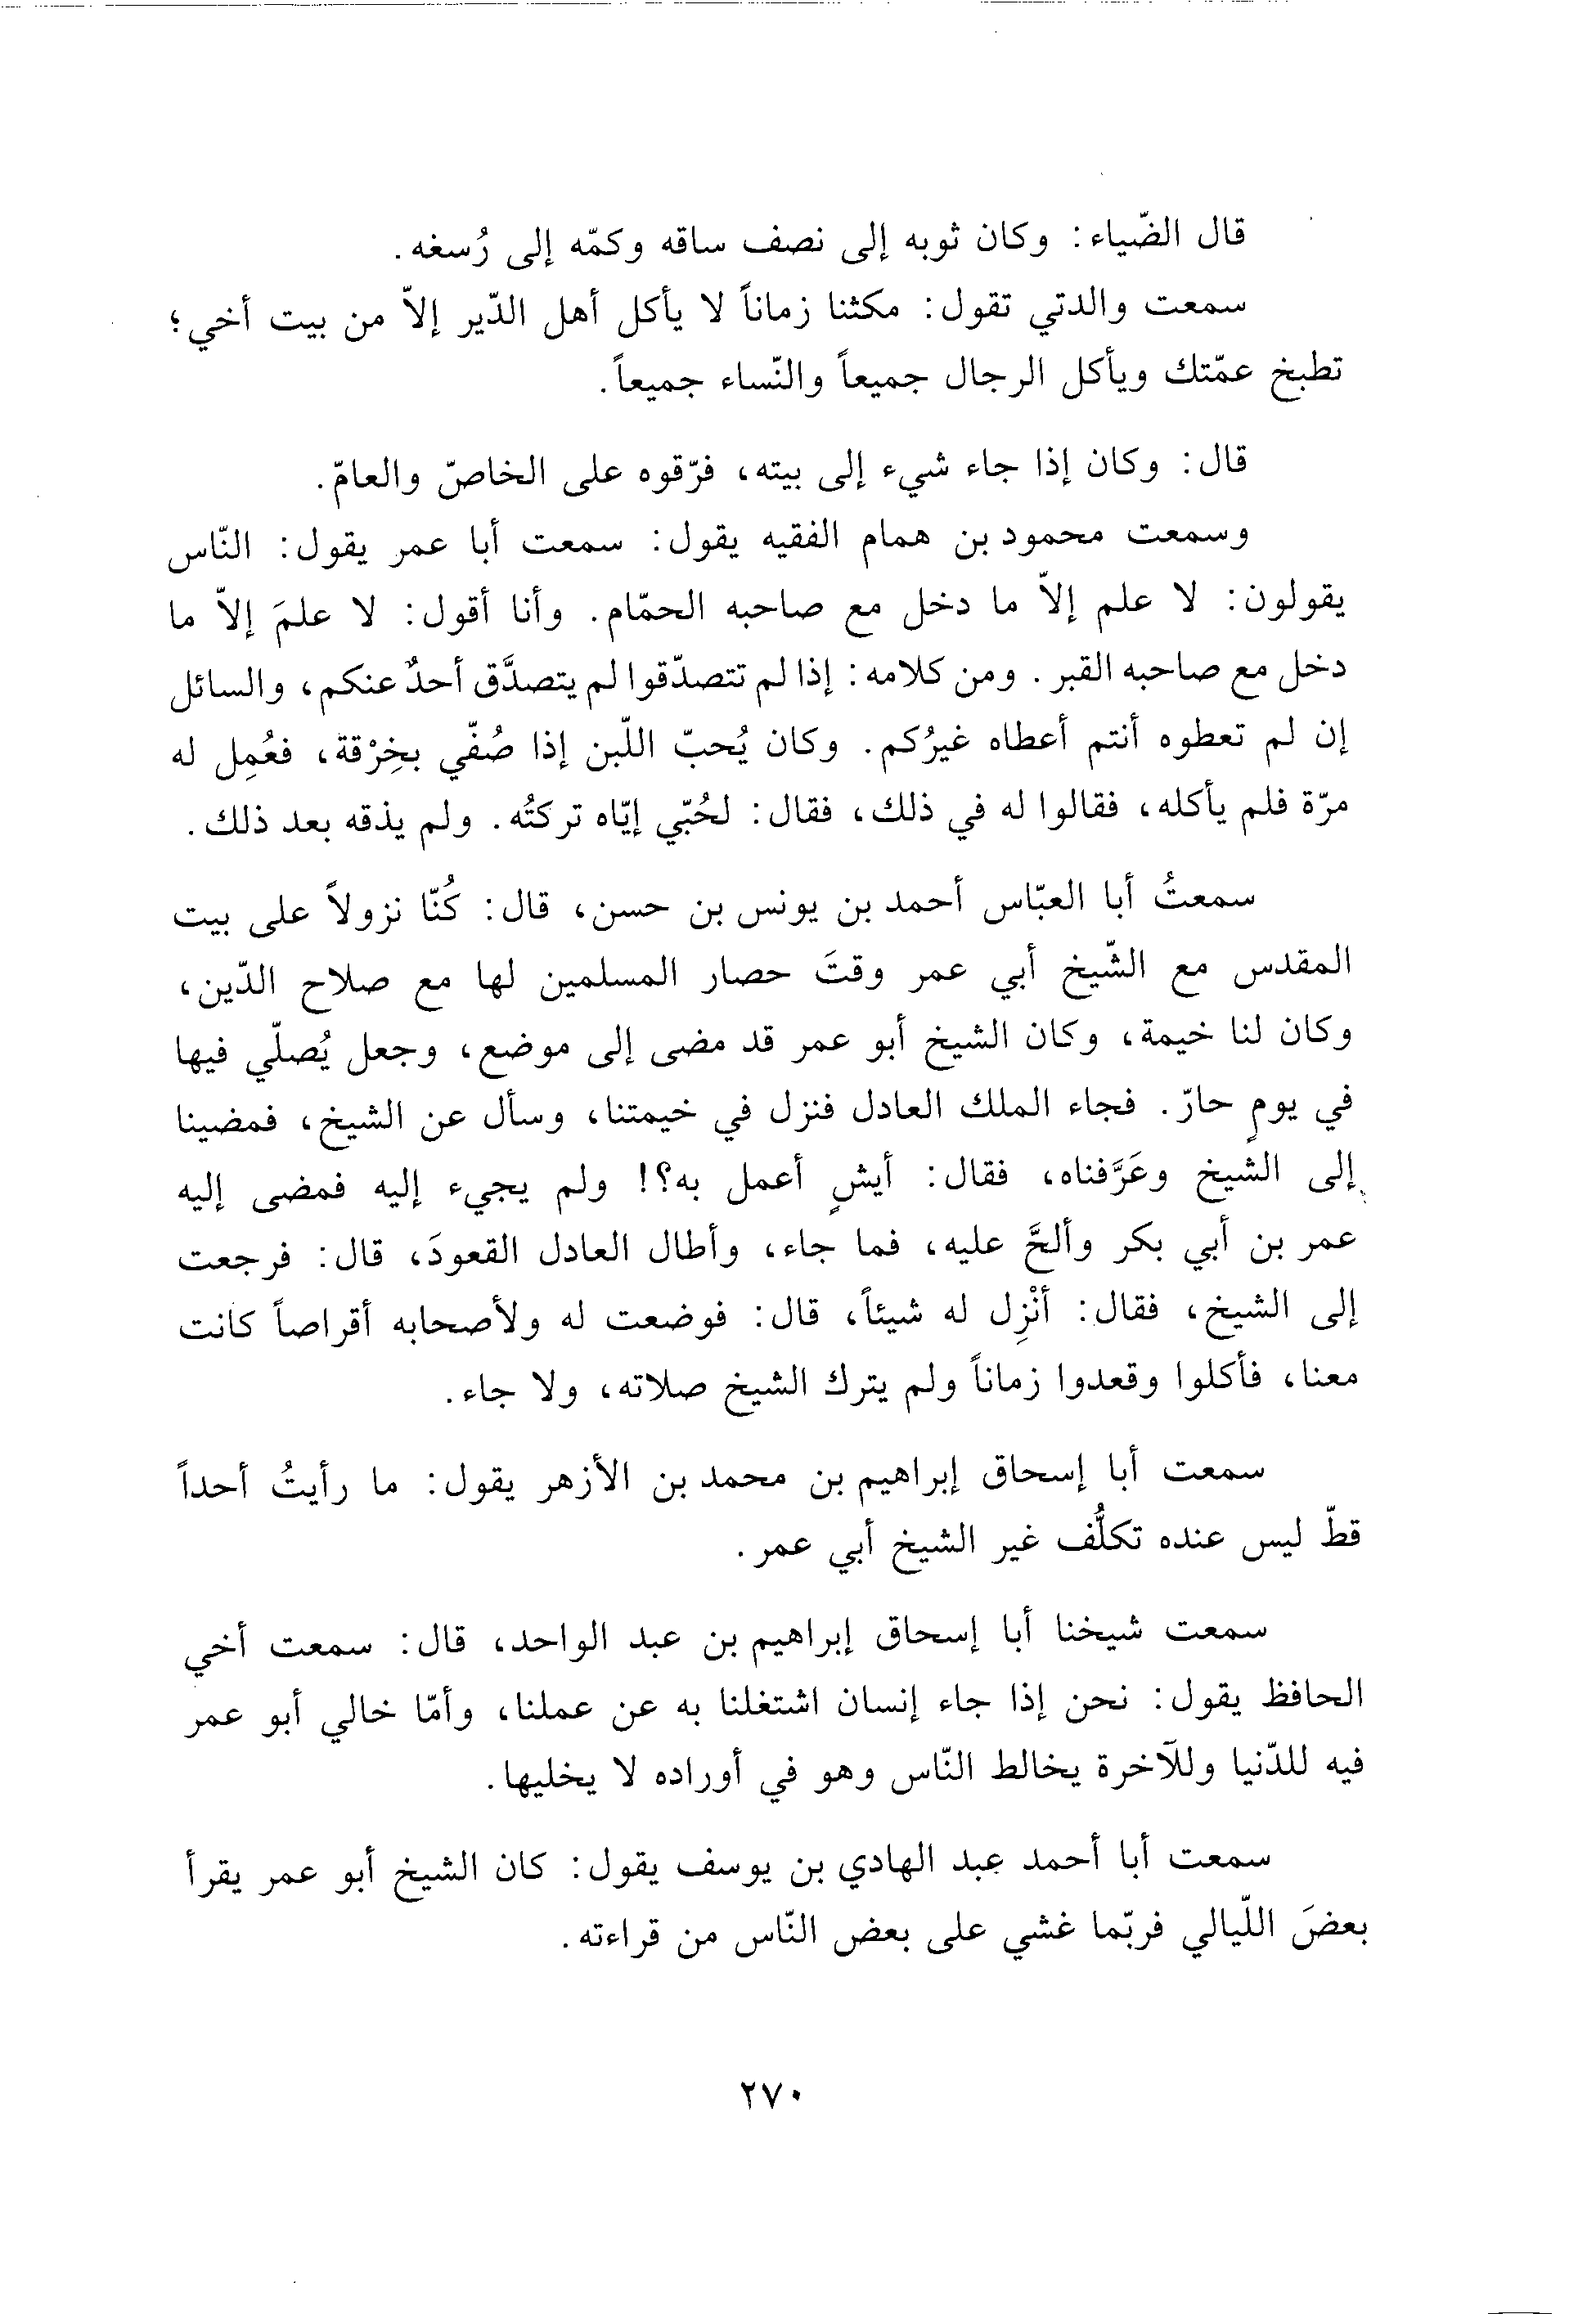 قال الضّياء: وكان ثوبه إلى نصف ساقه وكمّه إلى رُسغه.
سمعت والدتي تقول: مكثنا زماناً لا يأكل أهل الدّير إلاّ من بيت أخي؛
تطبخ عمّتك ويأكل الرجال جميعاً والنّساء جميعاً.
قال: وكان إذا جاء شيء إلى بيته، فرّقوه على الخاصّ والعامّ.
وسمعت محمود بن همام الفقيه يقول: سمعت أبا عمر يقول: النّاس
يقولون: لا علم إلاّ ما دخل مع صاحبه الحمّام. وأنا أقول: لا علمَ إلاّ ما
دخل مع صاحبه القبر. ومن كلامه: إذا لم تتصدّقوا لم يتصدَّق أحدٌ عنكم، والسائل
إن لم تعطوه أنتم أعطاه غيرُكم. وكان يُحبّ اللّبن إذا صُفّي بخِرْقة، فعُمِل له
مرّة فلم يأكله، فقالوا له في ذلك، فقال: لحُبّي إيّاه تركتُه. ولم يذقه بعد ذلك.
سمعتُ أبا العبّاس أحمد بن يونس بن حسن، قال: كُنّا نزولاً على بيت
المقدس مع الشّيخ أبي عمر وقتَ حصار المسلمين لها مع صلاح الدّين،
وكان لنا خيمة، وكان الشيخ أبو عمر قد مضى إلى موضع، وجعل يُصلّي فيها
في يومٍ حارّ. فجاء الملك العادل فنزل في خيمتنا، وسأل عن الشيخ، فمضينا
إلى الشيخ وعَرَّفناه، فقال: أيشٍ أعمل به؟! ولم يجيء إليه فمضى إليه
عمر بن أبي بكر وألحَّ عليه، فما جاء، وأطال العادل القعودَ، قال: فرجعت
إلى الشيخ، فقال: أنْزِل له شيئاً، قال: فوضعت له ولأصحابه أقراصاً كانت
معنا، فأكلوا وقعدوا زماناً ولم يترك الشيخ صلاته، ولا جاء.
سمعت أبا إسحاق إبراهيم بن محمد بن الأزهر يقول: ما رأيتُ أحداً
قطّ ليس عنده تكلُّف غير الشيخ أبي عمر.
سمعت شيخنا أبا إسحاق إبراهيم بن عبد الواحد، قال: سمعت أخي
الحافظ يقول: نحن إذا جاء إنسان اشتغلنا به عن عملنا، وأمّا خالي أبو عمر
فيه للدّنيا وللآخرة يخالط النّاس وهو في أوراده لا يخليها.
سمعت أبا أحمد عبد الهادي بن يوسف يقول: كان الشيخ أبو عمر يقرأ
بعضَ اللّيالي فربّما غشي على بعض النّاس من قراءته.
٢٧٠